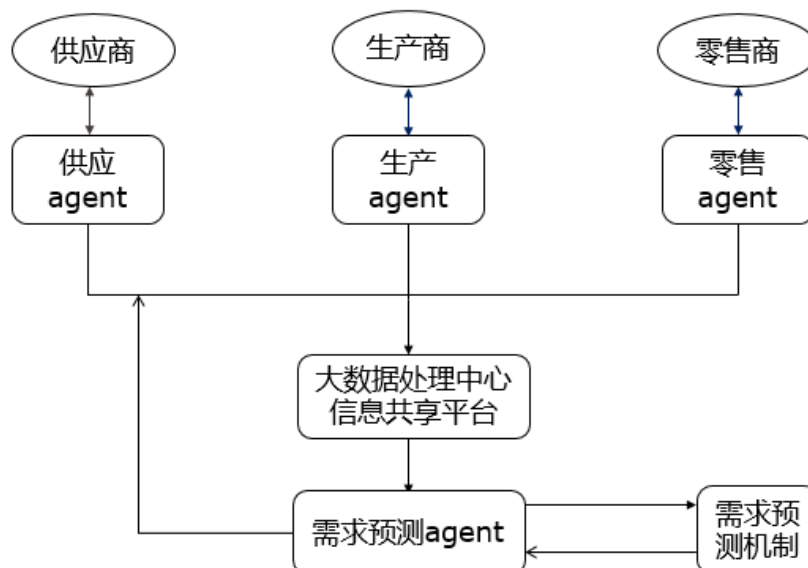 供应商
生产商
零售商
供应
agent
生产
agent
零售
agent
大数据处理中心
信息共享平台
需求预测agent
需求预
测机制